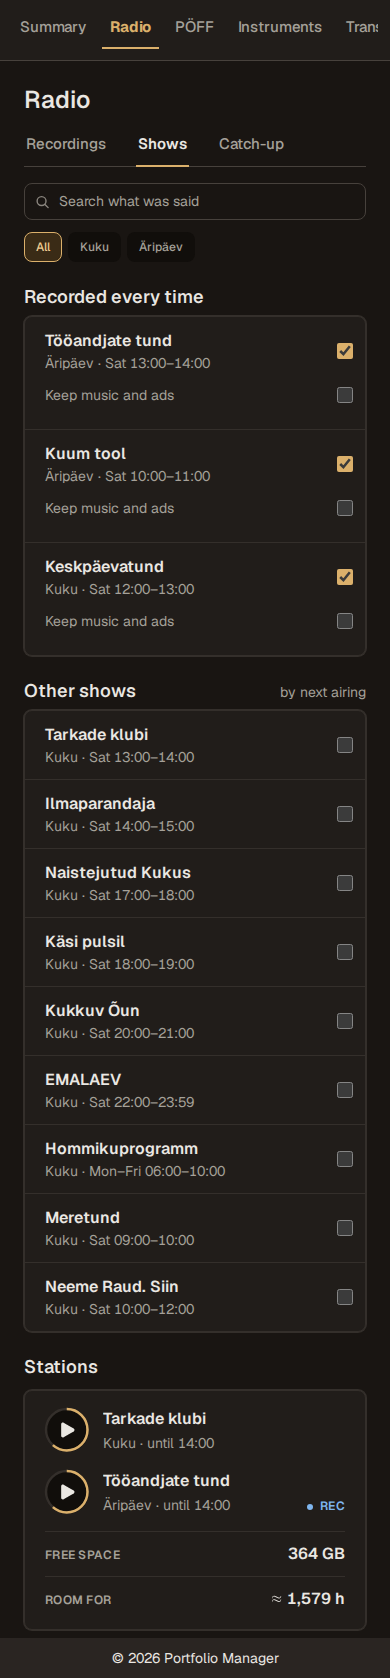 Summary Radio PÖFF Instruments Trans
Radio
Recordings Shows Catch-up
Search what was said
All Kuku Äripäev
Recorded every time
Tööandjate tund
Äripäev · Sat 13:00–14:00
Keep music and ads
Kuum tool
Äripäev · Sat 10:00–11:00
Keep music and ads
Keskpäevatund
Kuku · Sat 12:00–13:00
Keep music and ads
Other shows by next airing
Tarkade klubi
Kuku · Sat 13:00–14:00
Ilmaparandaja
Kuku · Sat 14:00–15:00
Naistejutud Kukus
Kuku · Sat 17:00–18:00
Käsi pulsil
Kuku · Sat 18:00–19:00
Kukkuv Õun
Kuku · Sat 20:00–21:00
EMALAEV
Kuku · Sat 22:00–23:59
Hommikuprogramm
Kuku · Mon–Fri 06:00–10:00
Meretund
Kuku · Sat 09:00–10:00
Neeme Raud. Siin
Kuku · Sat 10:00–12:00
Stations
Tarkade klubi
Kuku · until 14:00
Tööandjate tund
Äripäev · until 14:00 REC
FREE SPACE 364 GB
ROOM FOR ≈ 1,579 h
© 2026 Portfolio Manager